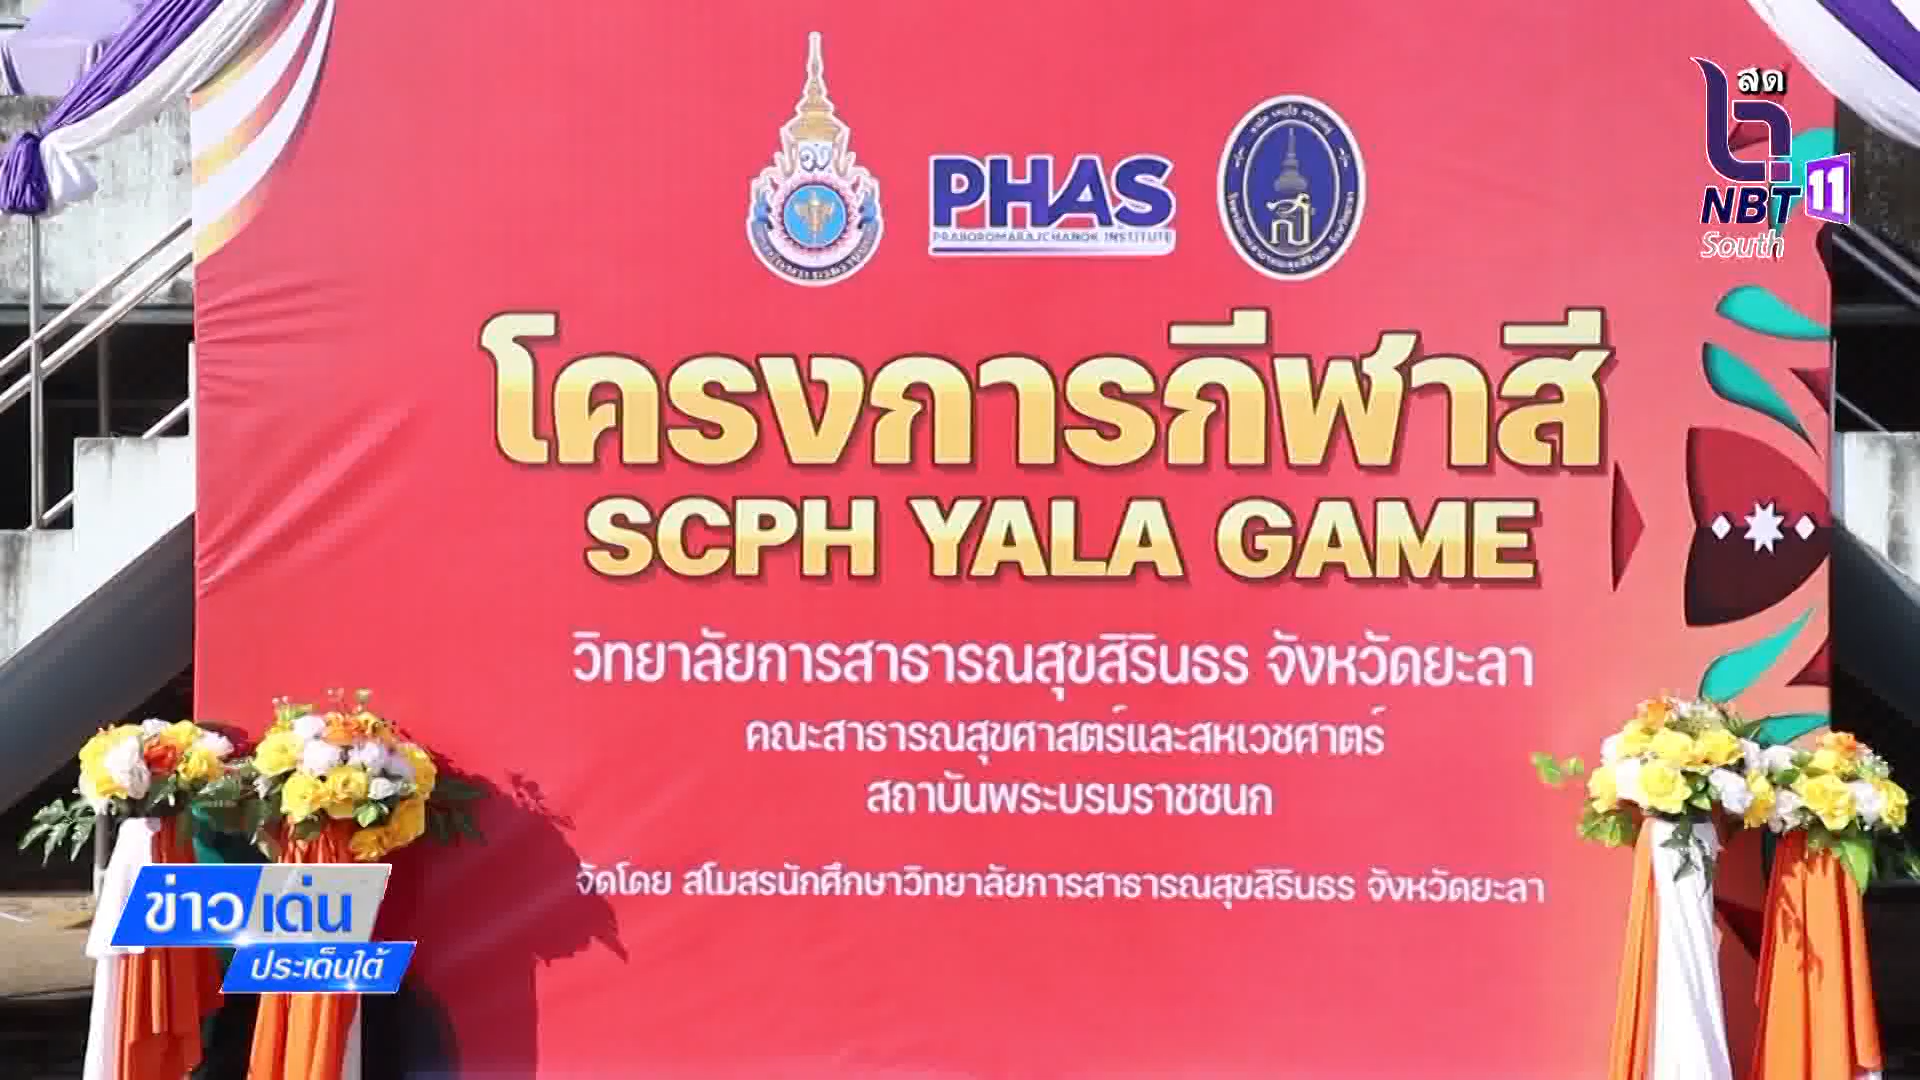 สด
NBT 11
South
PHAS
PRABOROMARAJCHANOK INSTITUTE
โครงการกีฬาสี
SCPH YALA GAME
วิทยาลัยการสาธารณสุขสิรินธร จังหวัดยะลา
คณะสาธารณสุขศาสตร์และสหเวชศาตร์
สถาบันพระบรมราชชนก
จัดโดย สโมสรนักศึกษาวิทยาลัยการสาธารณสุขสิรินธร จังหวัดยะลา
ข่าวเด่น
ประเด็นใต้